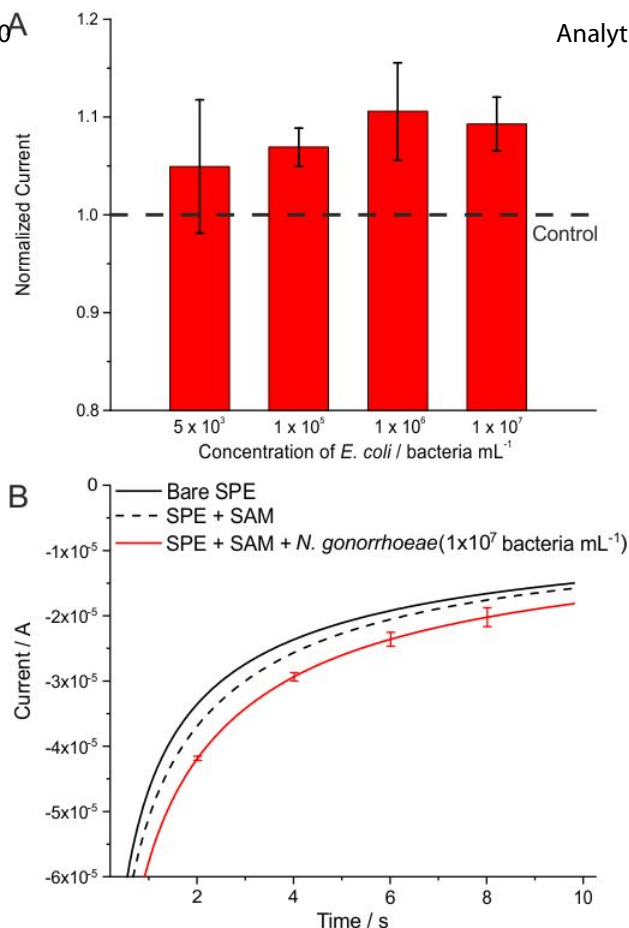 0
Analyt
A
1.2
1.1
1.0
0.9
0.8
Normalized Current
Control
5 x 10³ 1 x 10⁵ 1 x 10⁶ 1 x 10⁷
Concentration of E. coli / bacteria mL⁻¹
B
Bare SPE
SPE + SAM
SPE + SAM + N. gonorrhoeae(1x10⁷ bacteria mL⁻¹)
0
-1x10⁻⁵
-2x10⁻⁵
-3x10⁻⁵
-4x10⁻⁵
-5x10⁻⁵
-6x10⁻⁵
Current / A
2 4 6 8 10
Time / s